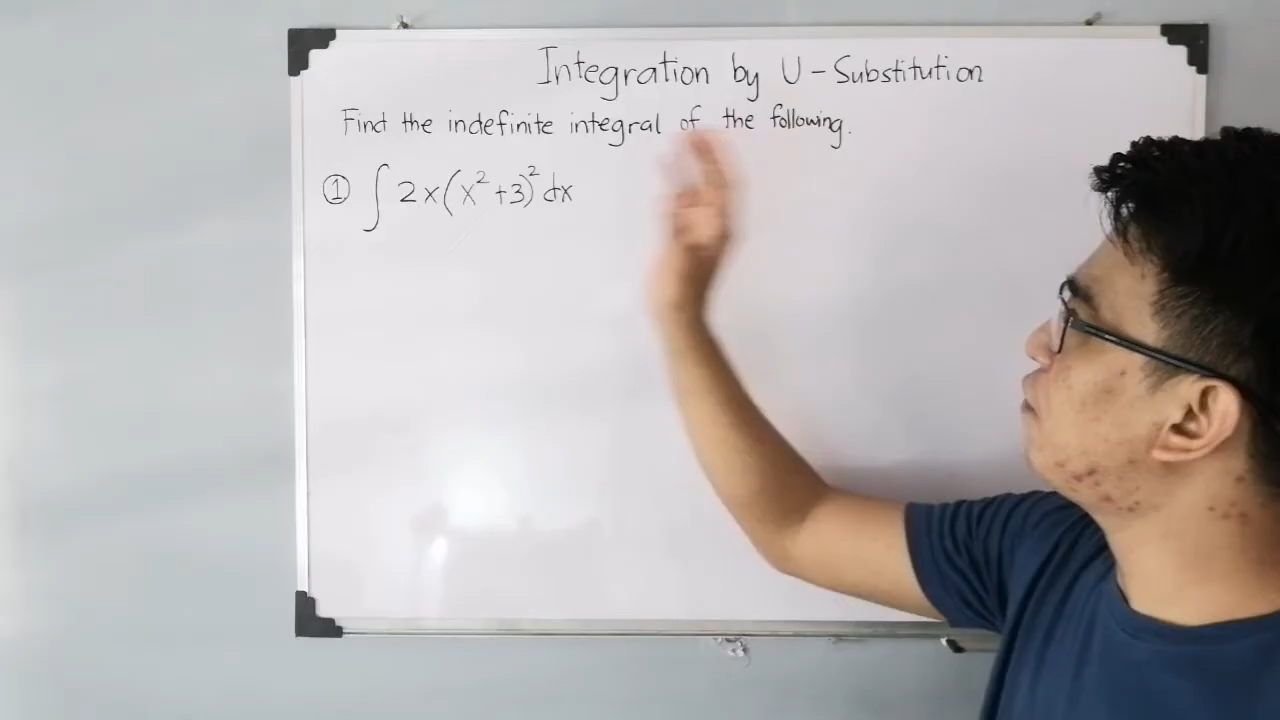 Integration by U-Substitution
Find the indefinite integral of the following.
① ∫ 2x(x²+3)² dx